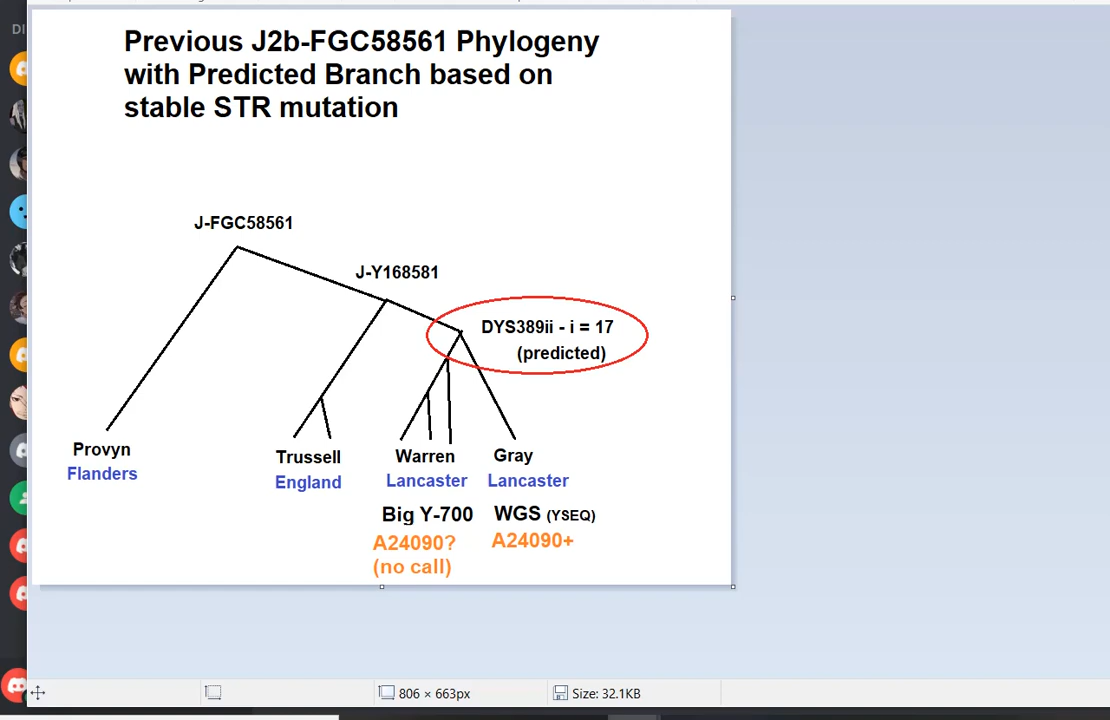 DI
Previous J2b-FGC58561 Phylogeny
with Predicted Branch based on
stable STR mutation
J-FGC58561
J-Y168581
DYS389ii - i = 17
(predicted)
Provyn
Flanders
Trussell
England
Warren
Lancaster
Gray
Lancaster
Big Y-700
WGS (YSEQ)
A24090?
(no call)
A24090+
806 × 663px
Size: 32.1KB